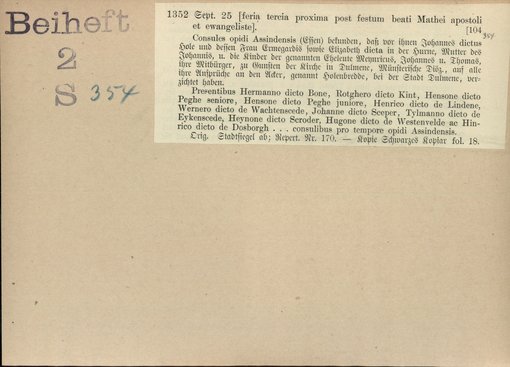 Beiheft
2
S 354
1352 Sept. 25 [feria tercia proxima post festum beati Mathei apostoli
et ewangeliste]. [104
354
Consules opidi Assindensis (Essen) bekunden, daß vor ihnen Johannes dictus
Hole und dessen Frau Ermegardis sowie Elizabeth dicta in der Hurne, Mutter des
Johannis, u. die Kinder der genannten Eheleute Meynricus, Johannes u. Thomas,
ihre Mitbürger, zu Gunsten der Kirche in Dulmene, Münsterische Diöz., auf alle
ihre Ansprüche an den Acker, genannt Holenbredde, bei der Stadt Dulmene, ver-
zichtet haben.
Presentibus Hermanno dicto Bone, Rotghero dicto Kint, Hensone dicto
Peghe seniore, Hensone dicto Peghe juniore, Henrico de Lindene,
Wernero dicto de Wachtenscede, Johanne dicto Sceper, Tylmanno dicto de
Eykenscede, Heynone dicto Scroder, Hugone dicto de Westenvelde ac Hin-
rico dicto de Dosborgh . . . consulibus pro tempore opidi Assindensis.
Orig. Stadtsiegel ab; Repert. Nr. 170. — Kopie Schwarzes Kopiar fol. 18.